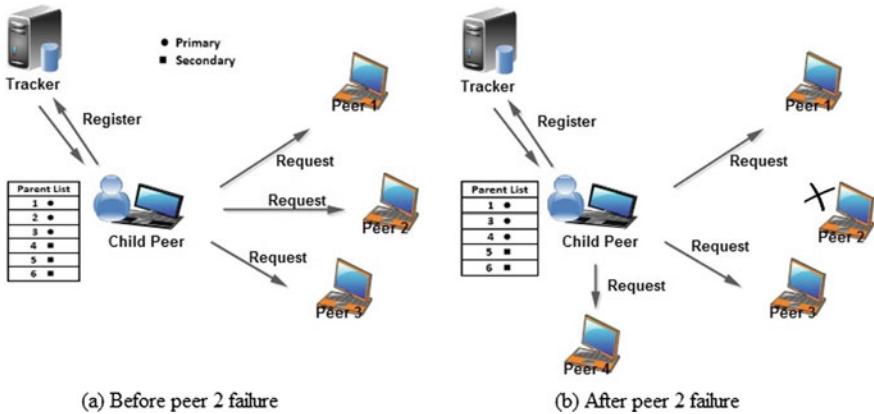 ● Primary
■ Secondary
Tracker
Register
Peer 1
Request
Parent List
1 ●
2 ●
3 ●
4 ■
5 ■
6 ■
Child Peer
Request
Peer 2
Request
Peer 3
(a) Before peer 2 failure
Tracker
Register
Peer 1
Request
Parent List
1 ●
3 ●
4 ●
5 ■
6 ■
Child Peer
Peer 2
Request
Request
Peer 3
Peer 4
(b) After peer 2 failure